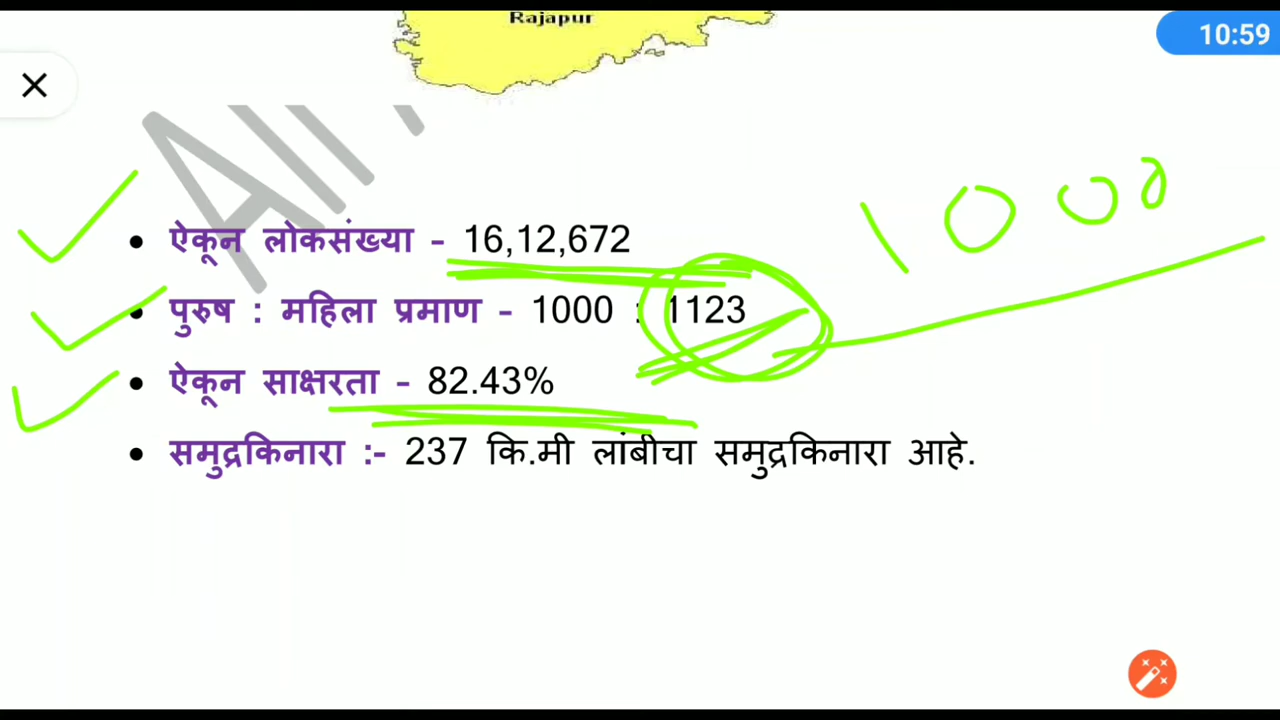 Rajapur
10:59
All
1000
• ऐकून लोकसंख्या - 16,12,672
• पुरुष : महिला प्रमाण - 1000 : 1123
• ऐकून साक्षरता - 82.43%
• समुद्रकिनारा :- 237 कि.मी लांबीचा समुद्रकिनारा आहे.